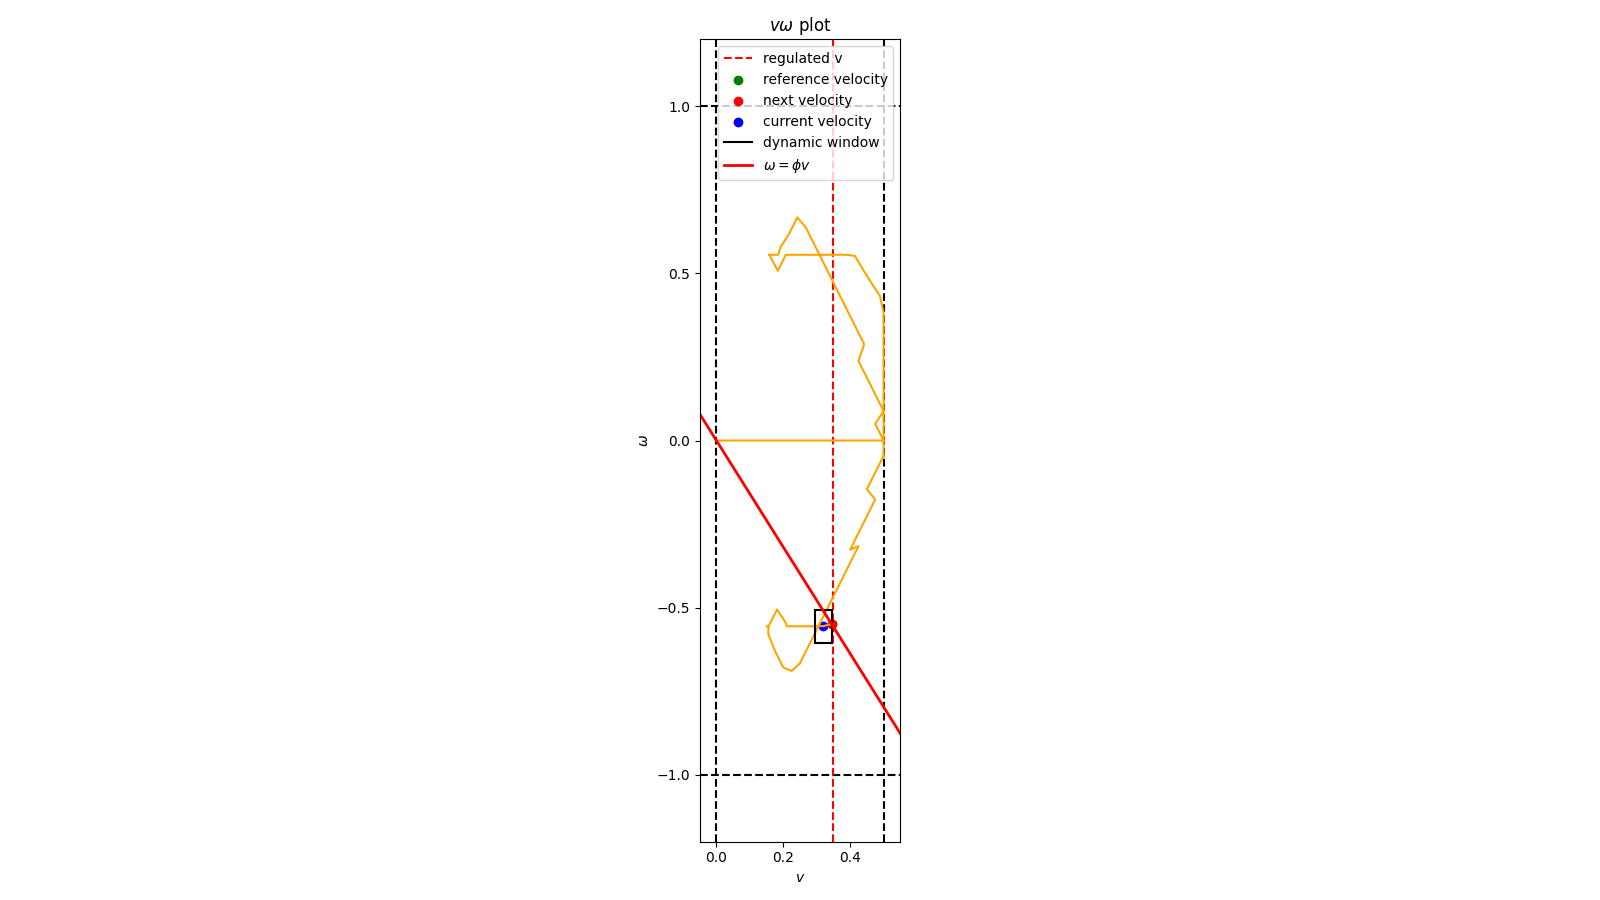 vω plot
regulated v
reference velocity
next velocity
current velocity
dynamic window
ω = ϕv
1.0
0.5
0.0
−0.5
−1.0
ω
0.0 0.2 0.4
v